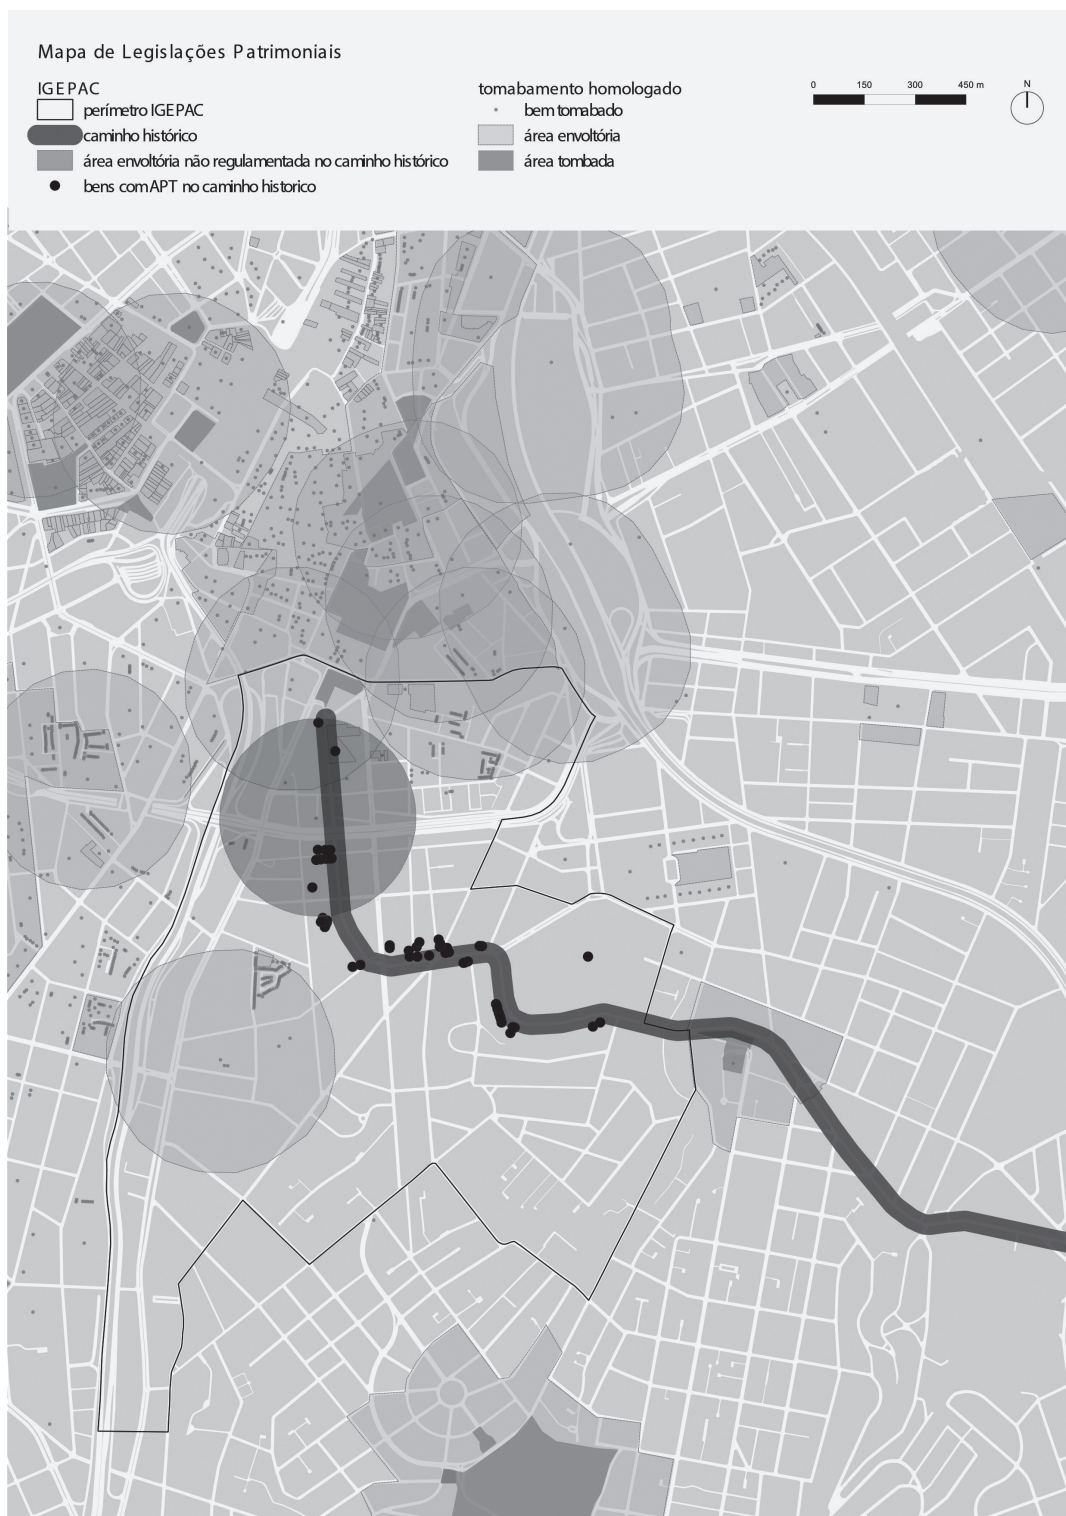 Mapa de Legislações Patrimoniais
IGEPAC
perímetro IGEPAC
caminho histórico
área envoltória não regulamentada no caminho histórico
bens com APT no caminho historico
tomabamento homologado
bem tomabado
área envoltória
área tombada
0 150 300 450 m
N